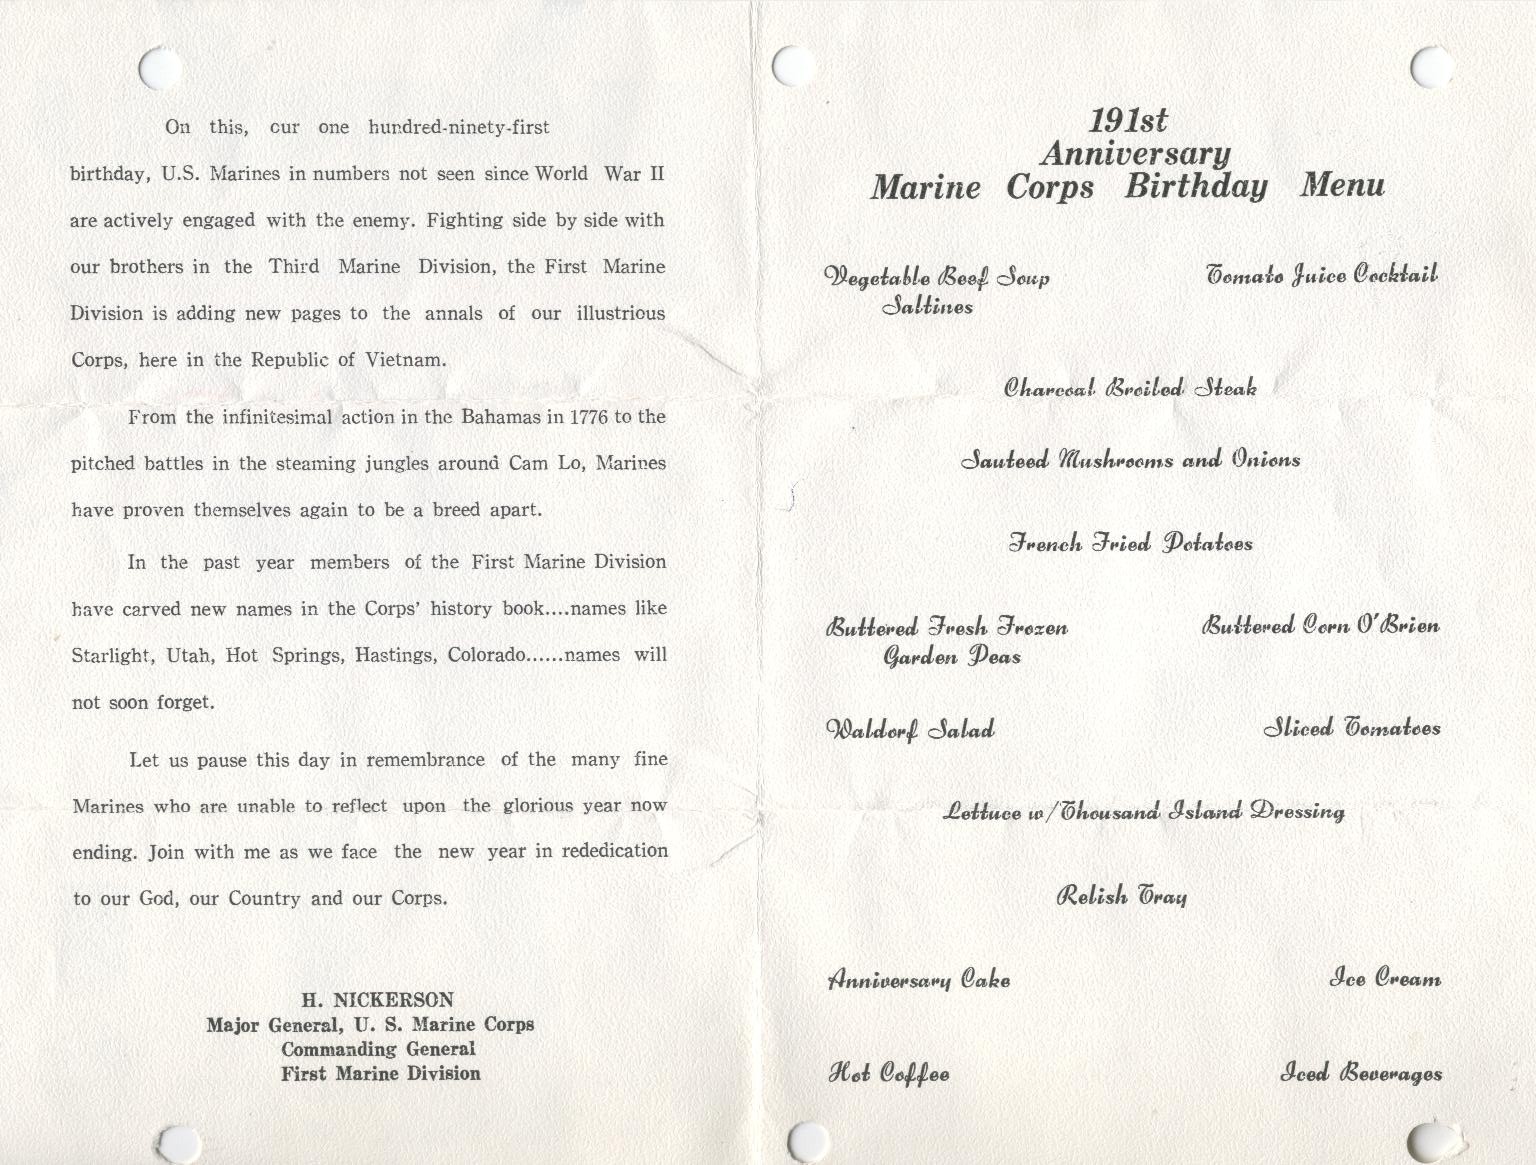 On this, our one hundred-ninety-first
birthday, U.S. Marines in numbers not seen since World War II
are actively engaged with the enemy. Fighting side by side with
our brothers in the Third Marine Division, the First Marine
Division is adding new pages to the annals of our illustrious
Corps, here in the Republic of Vietnam.
From the infinitesimal action in the Bahamas in 1776 to the
pitched battles in the steaming jungles around Cam Lo, Marines
have proven themselves again to be a breed apart.
In the past year members of the First Marine Division
have carved new names in the Corps' history book....names like
Starlight, Utah, Hot Springs, Hastings, Colorado......names will
not soon forget.
Let us pause this day in remembrance of the many fine
Marines who are unable to reflect upon the glorious year now
ending. Join with me as we face the new year in rededication
to our God, our Country and our Corps.
H. NICKERSON
Major General, U. S. Marine Corps
Commanding General
First Marine Division
191st
Anniversary
Marine Corps Birthday Menu
Vegetable Beef Soup
Saltines
Tomato Juice Cocktail
Charcoal Broiled Steak
Sauteed Mushrooms and Onions
French Fried Potatoes
Buttered Fresh Frozen
Garden Peas
Buttered Corn O'Brien
Waldorf Salad
Sliced Tomatoes
Lettuce w/Thousand Island Dressing
Relish Tray
Anniversary Cake
Ice Cream
Hot Coffee
Iced Beverages